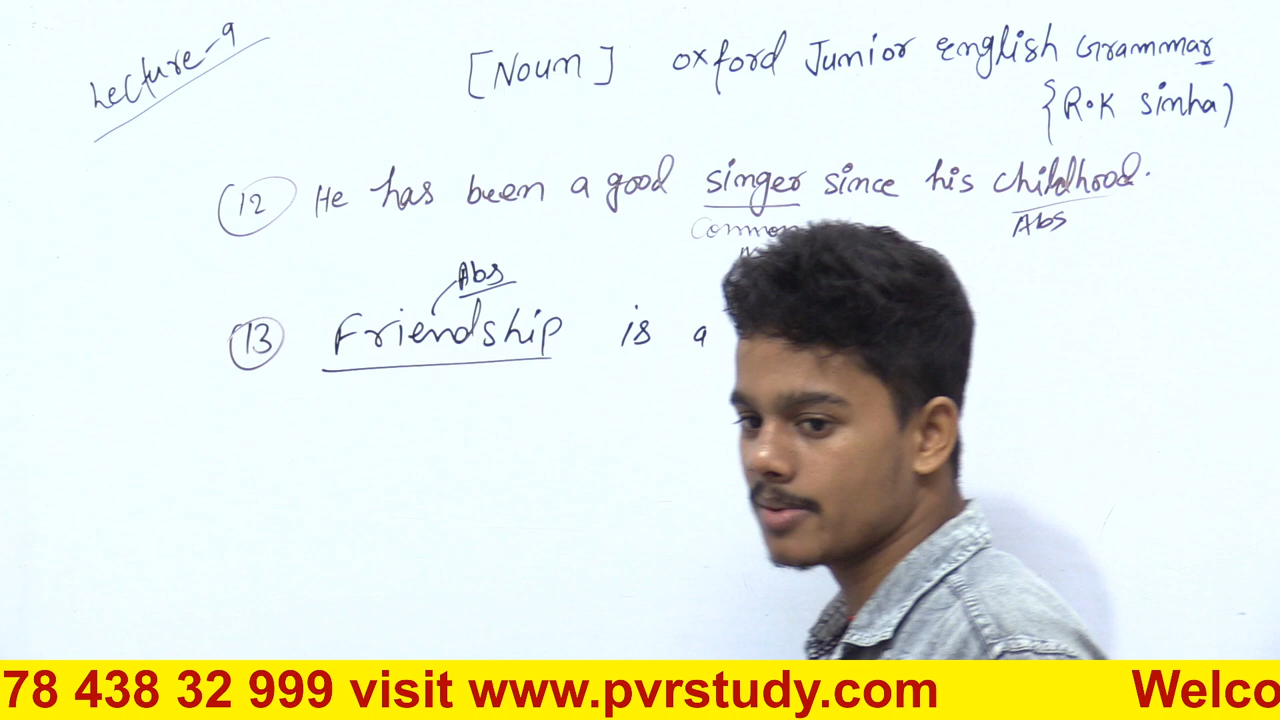 Lecture-9
[Noun] oxford Junior English Grammar
{R.K sinha)
(12) He has been a good singer since his childhood.
Common Abs
Abs
(13) Friendship is a
78 438 32 999 visit www.pvrstudy.com Welco